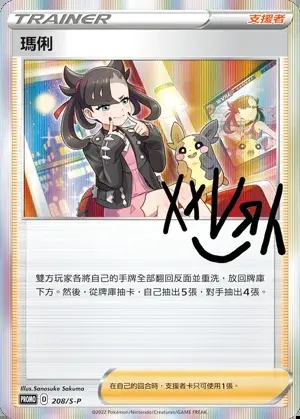 TRAINER 支援者
瑪俐
雙方玩家各將自己的手牌全部翻回反面並重洗，放回牌庫
下方。然後，從牌庫抽卡，自己抽出5張，對手抽出4張。
Illus.Sanosuke Sakuma
PROMO D 208/S-P
在自己的回合時，支援者卡只可使用1張。
©2022 Pokémon/Nintendo/Creatures/GAME FREAK